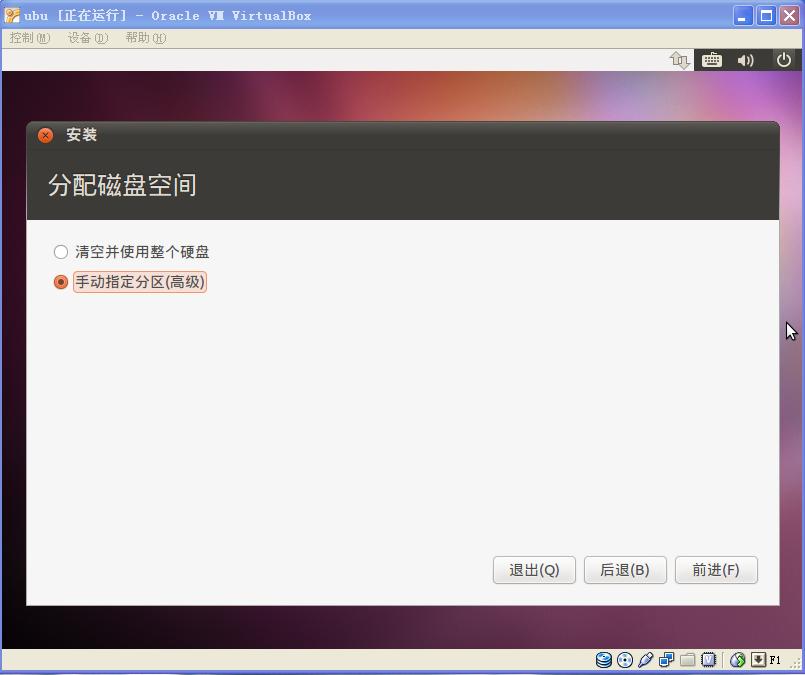 ubu [正在运行] - Oracle VM VirtualBox
控制(M) 设备(D) 帮助(H)
安装
分配磁盘空间
清空并使用整个硬盘
手动指定分区(高级)
退出(Q) 后退(B) 前进(F)
F1